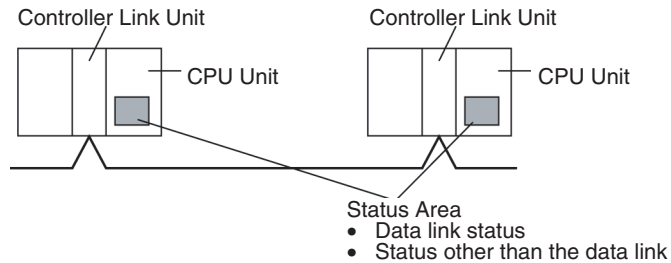 Controller Link Unit
Controller Link Unit
CPU Unit
CPU Unit
Status Area
• Data link status
• Status other than the data link